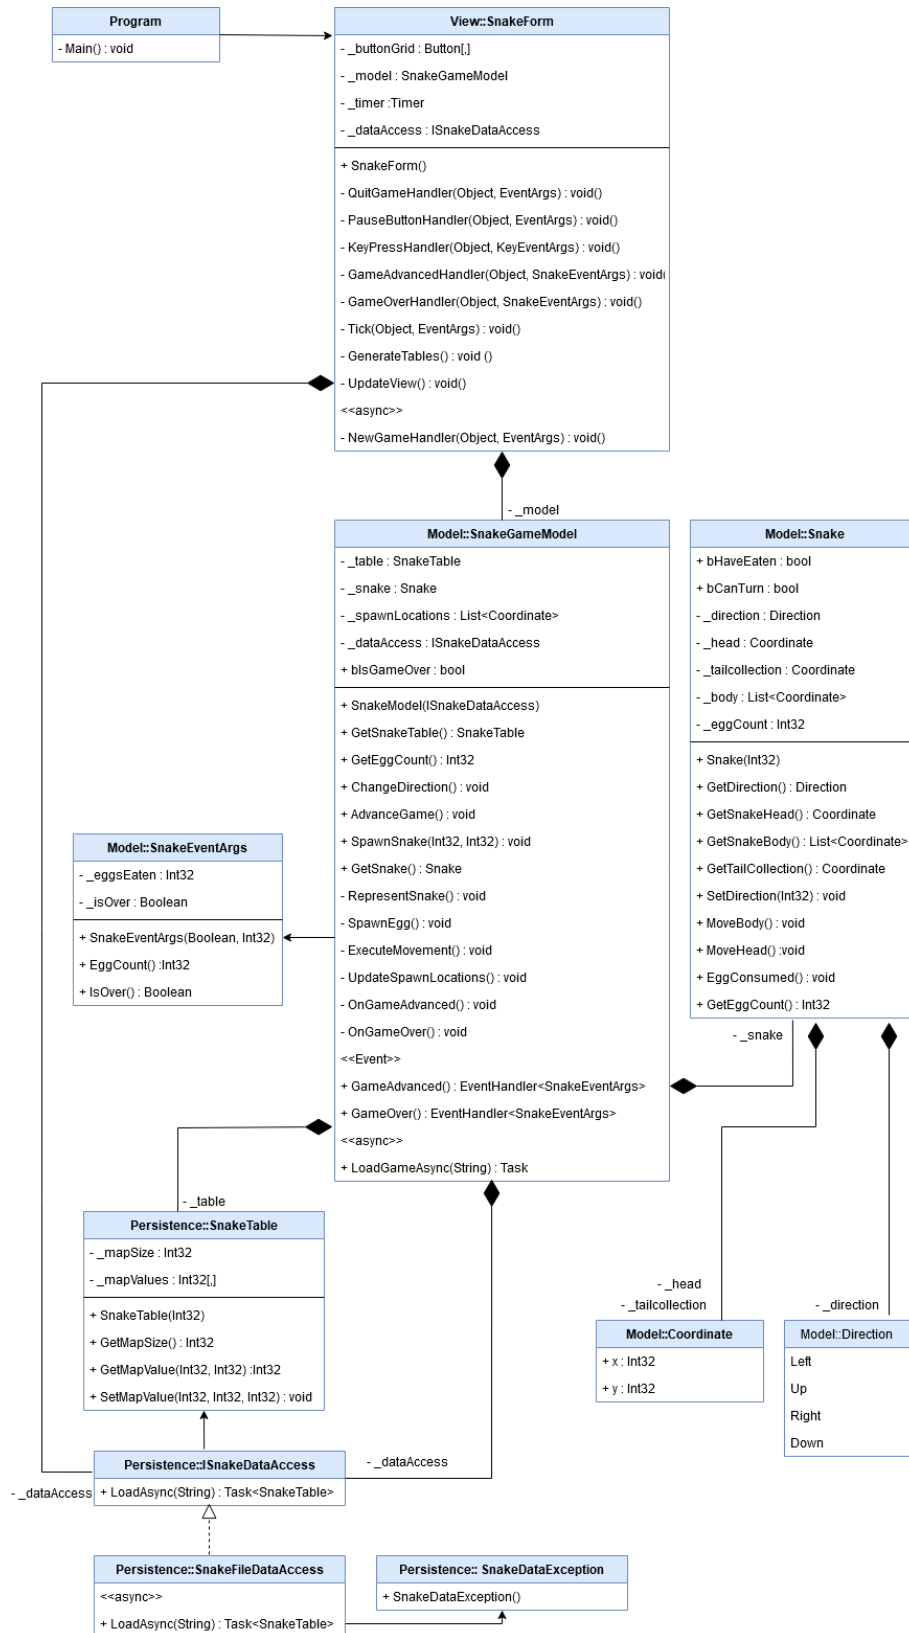 Program
- Main() : void
View::SnakeForm
- _buttonGrid : Button[,]
- _model : SnakeGameModel
- _timer :Timer
- _dataAccess : ISnakeDataAccess
+ SnakeForm()
- QuitGameHandler(Object, EventArgs) : void()
- PauseButtonHandler(Object, EventArgs) : void()
- KeyPressHandler(Object, KeyEventArgs) : void()
- GameAdvancedHandler(Object, SnakeEventArgs) : void(
- GameOverHandler(Object, SnakeEventArgs) : void()
- Tick(Object, EventArgs) : void()
- GenerateTables() : void ()
- UpdateView() : void()
<<async>>
- NewGameHandler(Object, EventArgs) : void()
- _model
Model::SnakeGameModel
- _table : SnakeTable
- _snake : Snake
- _spawnLocations : List<Coordinate>
- _dataAccess : ISnakeDataAccess
+ bIsGameOver : bool
+ SnakeModel(ISnakeDataAccess)
+ GetSnakeTable() : SnakeTable
+ GetEggCount() : Int32
+ ChangeDirection() : void
+ AdvanceGame() : void
+ SpawnSnake(Int32, Int32) : void
+ GetSnake() : Snake
- RepresentSnake() : void
- SpawnEgg() : void
- ExecuteMovement() : void
- UpdateSpawnLocations() : void
- OnGameAdvanced() : void
- OnGameOver() : void
<<Event>>
+ GameAdvanced() : EventHandler<SnakeEventArgs>
+ GameOver() : EventHandler<SnakeEventArgs>
<<async>>
+ LoadGameAsync(String) : Task
Model::Snake
+ bHaveEaten : bool
+ bCanTurn : bool
- _direction : Direction
- _head : Coordinate
- _tailcollection : Coordinate
- _body : List<Coordinate>
- _eggCount : Int32
+ Snake(Int32)
+ GetDirection() : Direction
+ GetSnakeHead() : Coordinate
+ GetSnakeBody() : List<Coordinate>
+ GetTailCollection() : Coordinate
+ SetDirection(Int32) : void
+ MoveBody() : void
+ MoveHead() :void
+ EggConsumed() : void
+ GetEggCount() : Int32
- _snake
Model::SnakeEventArgs
- _eggsEaten : Int32
- _isOver : Boolean
+ SnakeEventArgs(Boolean, Int32)
+ EggCount() :Int32
+ IsOver() : Boolean
- _table
Persistence::SnakeTable
- _mapSize : Int32
- _mapValues : Int32[,]
+ SnakeTable(Int32)
+ GetMapSize() : Int32
+ GetMapValue(Int32, Int32) :Int32
+ SetMapValue(Int32, Int32, Int32) : void
- _head
- _tailcollection
Model::Coordinate
+ x : Int32
+ y : Int32
- _direction
Model::Direction
Left
Up
Right
Down
- _dataAccess
- _dataAccess
Persistence::ISnakeDataAccess
+ LoadAsync(String) : Task<SnakeTable>
Persistence::SnakeFileDataAccess
<<async>>
+ LoadAsync(String) : Task<SnakeTable>
Persistence:: SnakeDataException
+ SnakeDataException()